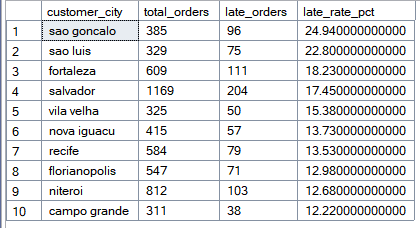 customer_city total_orders late_orders late_rate_pct
1 sao goncalo 385 96 24.940000000000
2 sao luis 329 75 22.800000000000
3 fortaleza 609 111 18.230000000000
4 salvador 1169 204 17.450000000000
5 vila velha 325 50 15.380000000000
6 nova iguacu 415 57 13.730000000000
7 recife 584 79 13.530000000000
8 florianopolis 547 71 12.980000000000
9 niteroi 812 103 12.680000000000
10 campo grande 311 38 12.220000000000